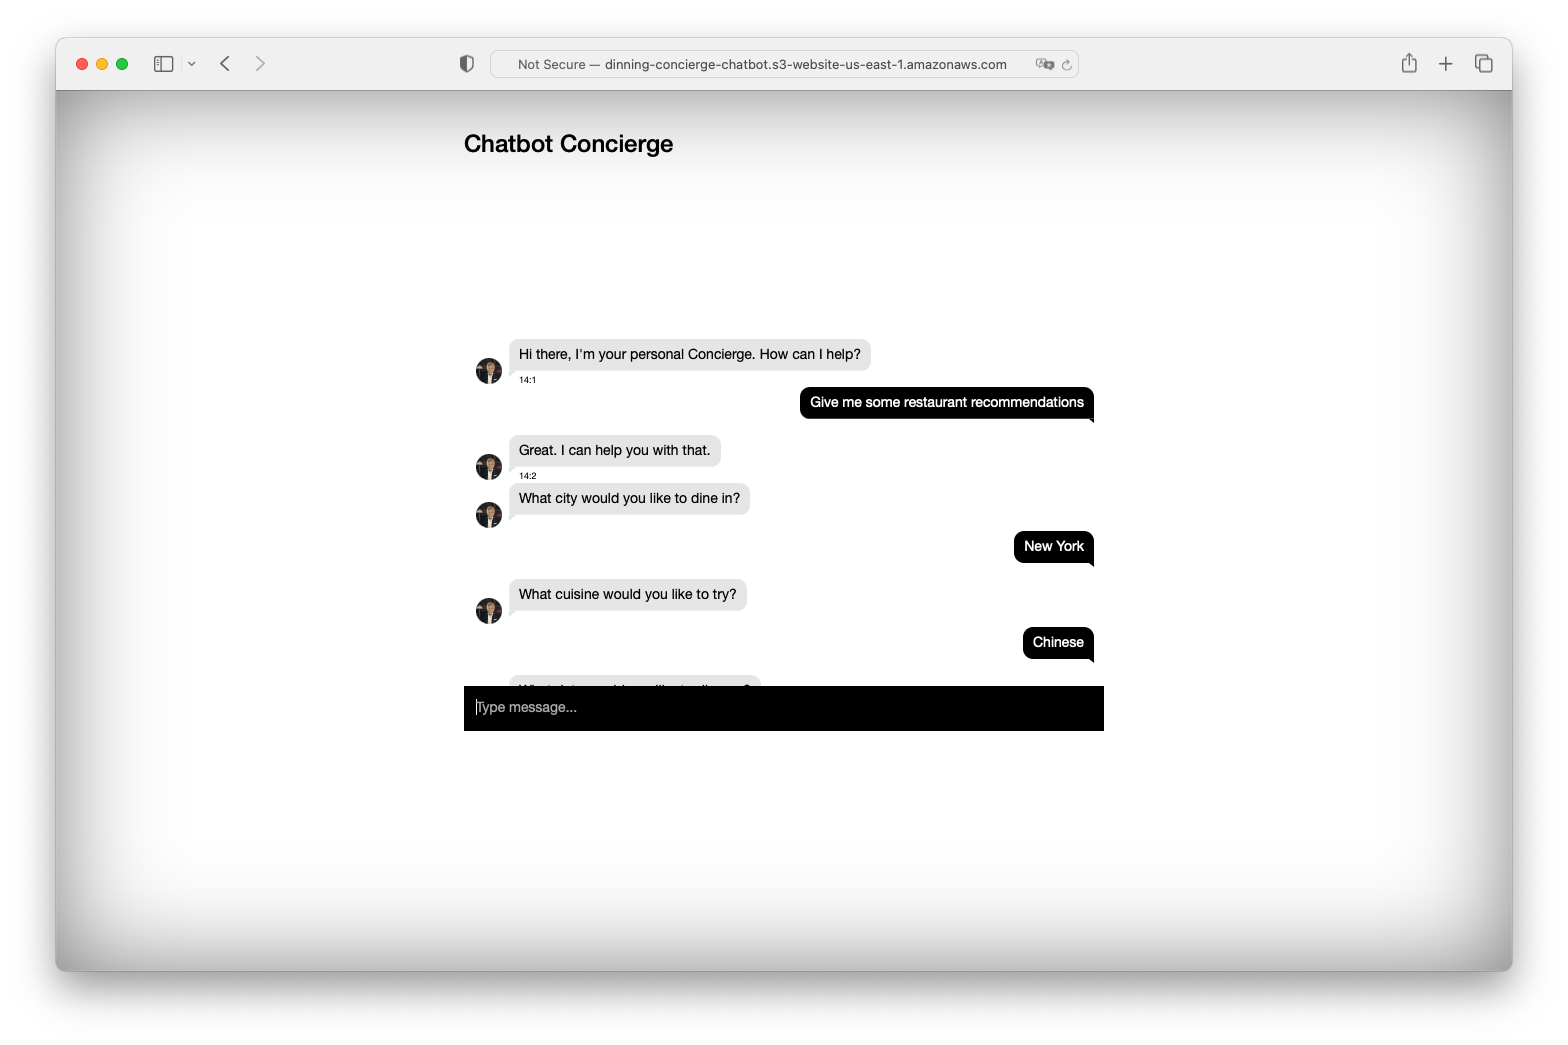 Not Secure — dinning-concierge-chatbot.s3-website-us-east-1.amazonaws.com
Chatbot Concierge
Hi there, I'm your personal Concierge. How can I help?
14:1
Give me some restaurant recommendations
Great. I can help you with that.
14:2
What city would you like to dine in?
New York
What cuisine would you like to try?
Chinese
Type message...